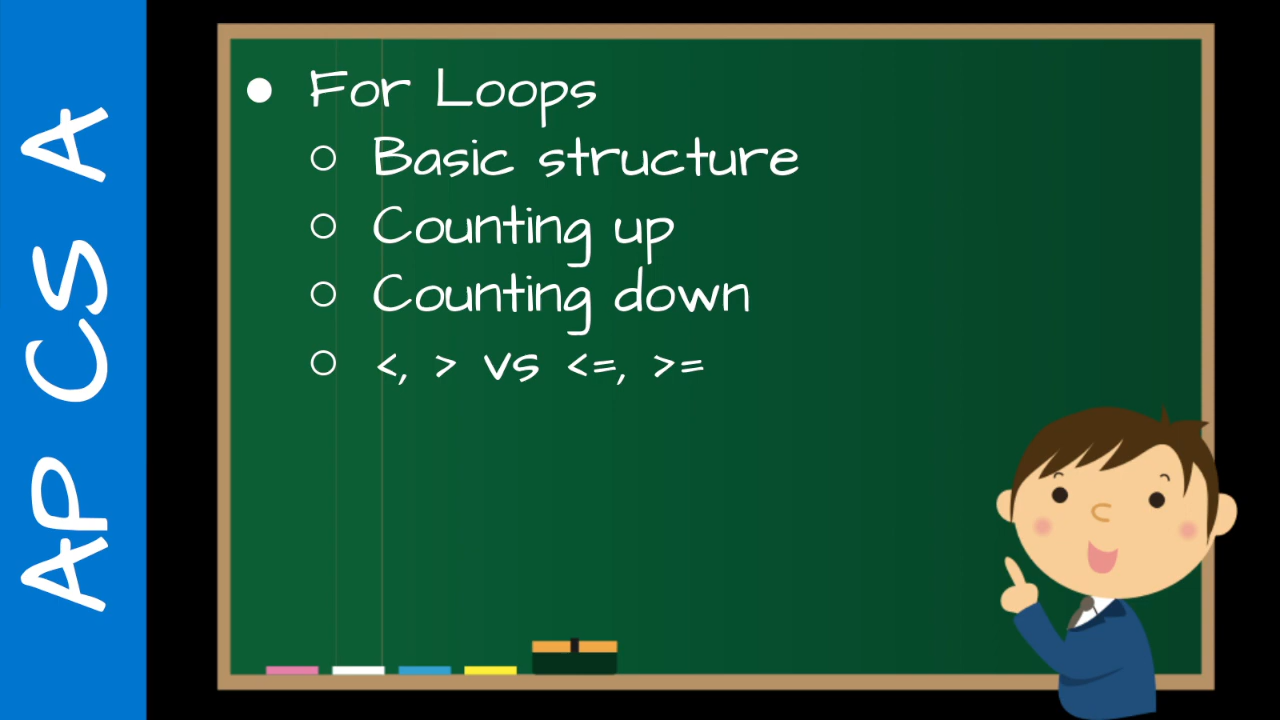 AP CS A
For Loops
Basic structure
Counting up
Counting down
<, > vs <=, >=